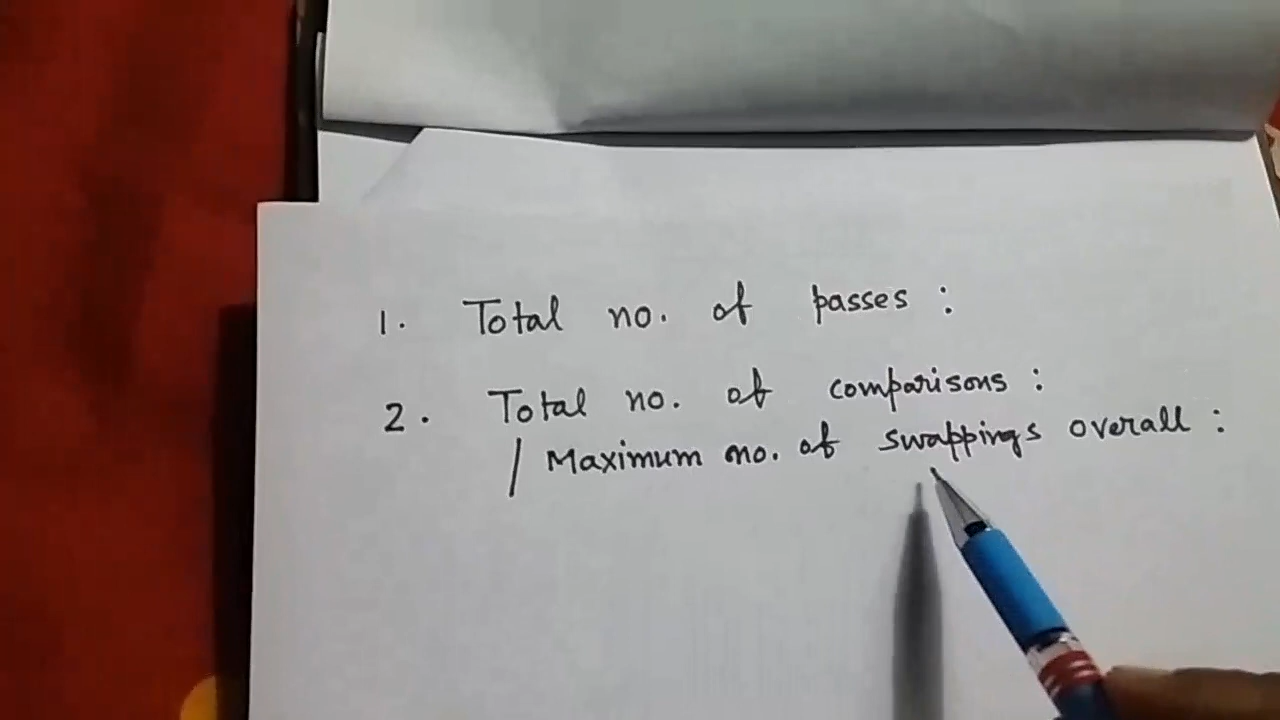 1. Total no. of passes :
2. Total no. of comparisons :
/ Maximum no. of swappings overall :